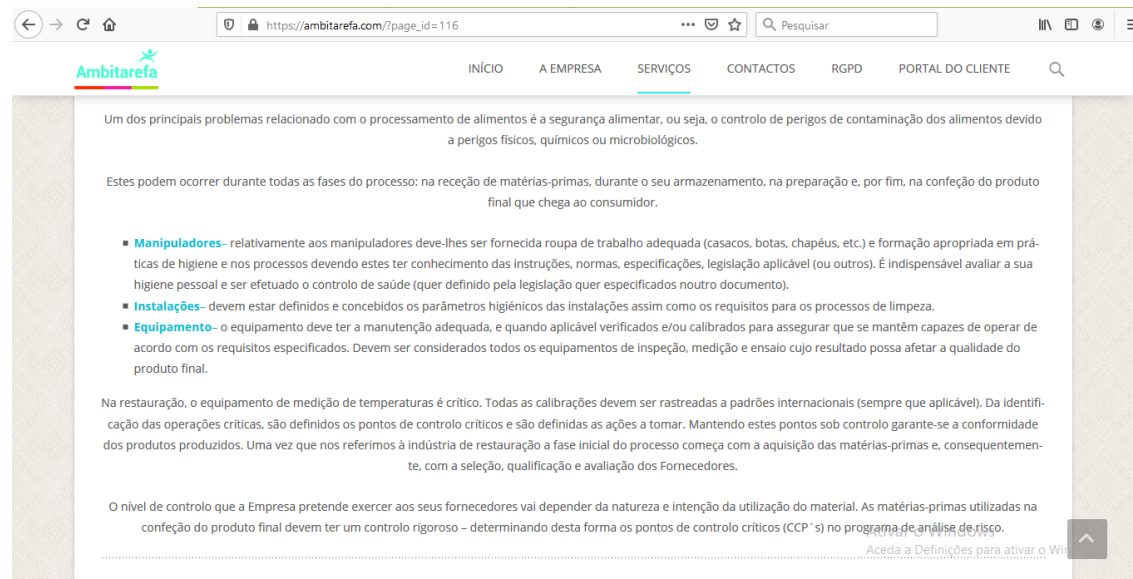 https://ambitarefa.com/?page_id=116
Pesquisar
Ambitarefa
INÍCIO A EMPRESA SERVIÇOS CONTACTOS RGPD PORTAL DO CLIENTE
Um dos principais problemas relacionado com o processamento de alimentos é a segurança alimentar, ou seja, o controlo de perigos de contaminação dos alimentos devido
a perigos físicos, químicos ou microbiológicos.
Estes podem ocorrer durante todas as fases do processo: na receção de matérias-primas, durante o seu armazenamento, na preparação e, por fim, na confeção do produto
final que chega ao consumidor.
Manipuladores– relativamente aos manipuladores deve-lhes ser fornecida roupa de trabalho adequada (casacos, botas, chapéus, etc.) e formação apropriada em prá-
ticas de higiene e nos processos devendo estes ter conhecimento das instruções, normas, especificações, legislação aplicável (ou outros). É indispensável avaliar a sua
higiene pessoal e ser efetuado o controlo de saúde (quer definido pela legislação quer especificados noutro documento).
Instalações– devem estar definidos e concebidos os parâmetros higiénicos das instalações assim como os requisitos para os processos de limpeza.
Equipamento– o equipamento deve ter a manutenção adequada, e quando aplicável verificados e/ou calibrados para assegurar que se mantêm capazes de operar de
acordo com os requisitos especificados. Devem ser considerados todos os equipamentos de inspeção, medição e ensaio cujo resultado possa afetar a qualidade do
produto final.
Na restauração, o equipamento de medição de temperaturas é crítico. Todas as calibrações devem ser rastreadas a padrões internacionais (sempre que aplicável). Da identifi-
cação das operações críticas, são definidos os pontos de controlo críticos e são definidas as ações a tomar. Mantendo estes pontos sob controlo garante-se a conformidade
dos produtos produzidos. Uma vez que nos referimos à indústria de restauração a fase inicial do processo começa com a aquisição das matérias-primas e, consequentemen-
te, com a seleção, qualificação e avaliação dos Fornecedores.
O nível de controlo que a Empresa pretende exercer aos seus fornecedores vai depender da natureza e intenção da utilização do material. As matérias-primas utilizadas na
confeção do produto final devem ter um controlo rigoroso – determinando desta forma os pontos de controlo críticos (CCP`s) no programa de análise de risco.
Ativar o Windows
Aceda a Definições para ativar o Wi